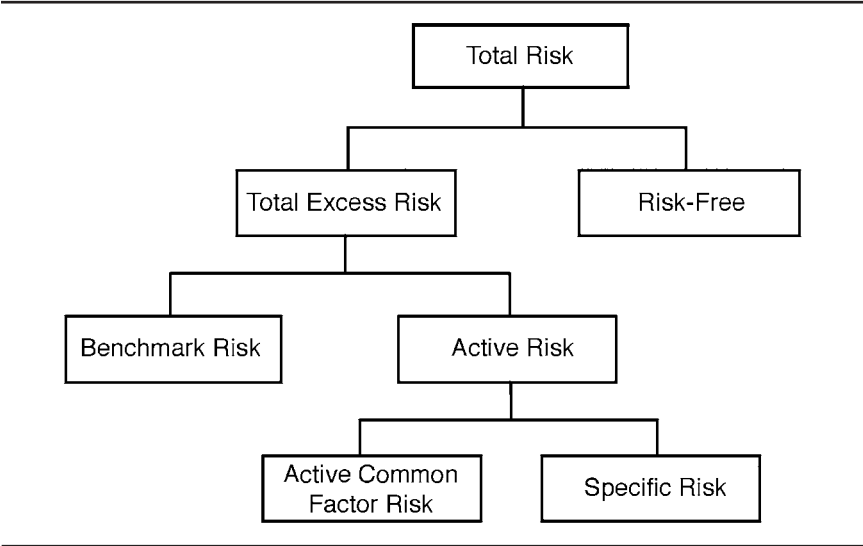 Total Risk
Total Excess Risk
Risk-Free
Benchmark Risk
Active Risk
Active Common
Factor Risk
Specific Risk